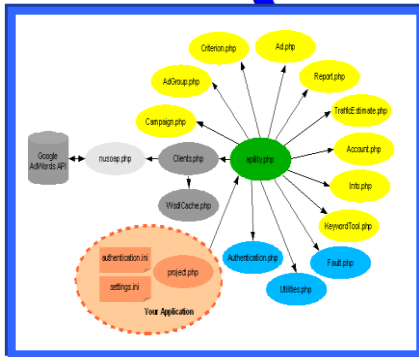 Criterion.php
Ad.php
AdGroup.php
Report.php
Campaign.php
TrafficEstimate.php
Google
AdWords API
nusoap.php
Clients.php
apility.php
Account.php
Info.php
WsdlCache.php
KeywordTool.php
authentication.ini
project.php
settings.ini
Authentication.php
Fault.php
Utilities.php
Your Application